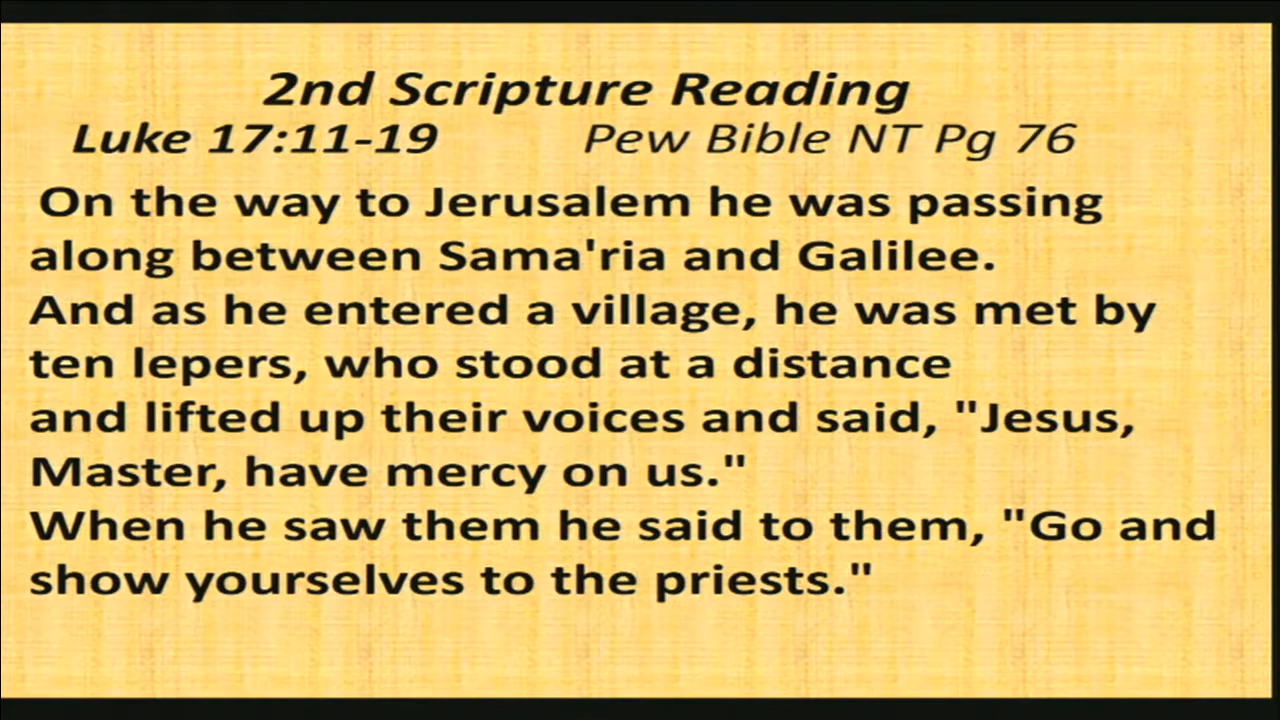 2nd Scripture Reading
Luke 17:11-19 Pew Bible NT Pg 76
On the way to Jerusalem he was passing
along between Sama'ria and Galilee.
And as he entered a village, he was met by
ten lepers, who stood at a distance
and lifted up their voices and said, "Jesus,
Master, have mercy on us."
When he saw them he said to them, "Go and
show yourselves to the priests."